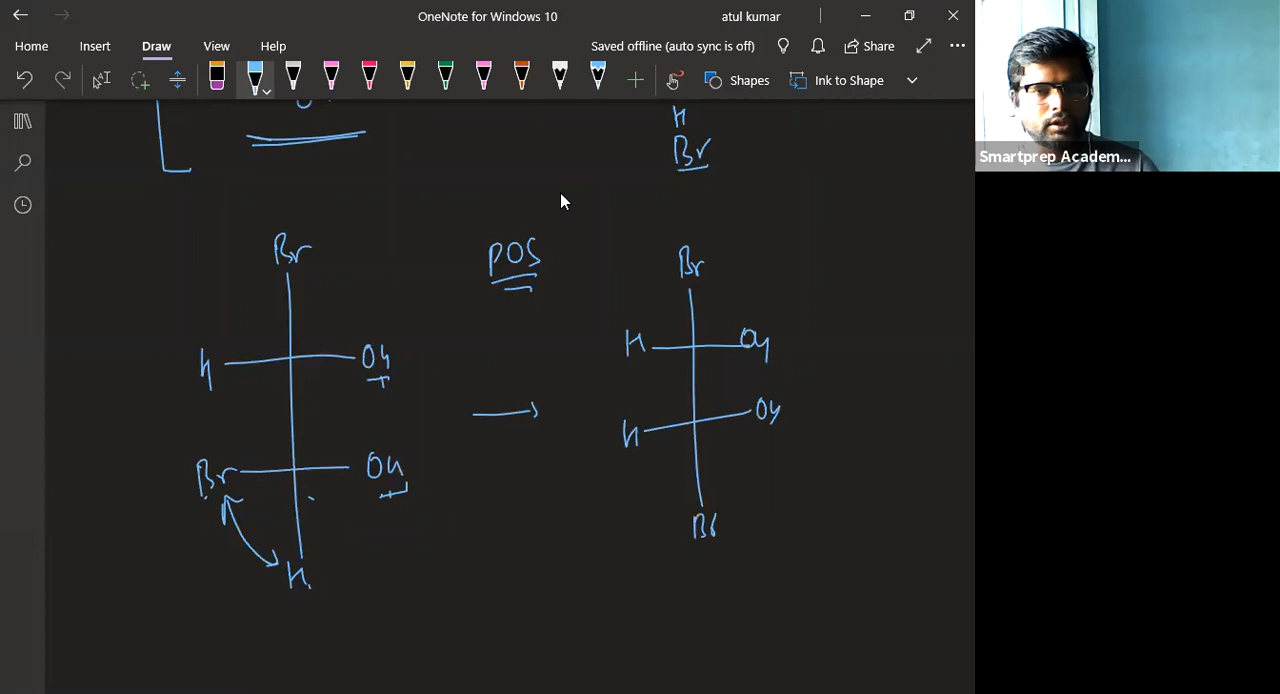 OneNote for Windows 10
atul kumar
Home Insert Draw View Help
Saved offline (auto sync is off)
Share
Shapes
Ink to Shape
Smartprep Academ...
H
Br
Br
POS
Br
H
OH
H
OH
Br
OH
H
OH
H
Br